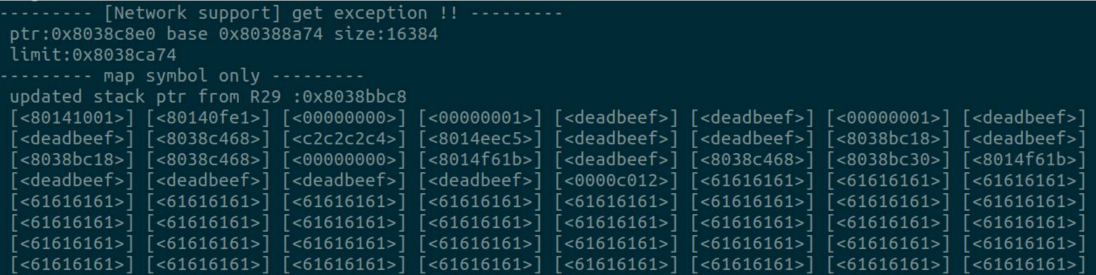 --------- [Network support] get exception !! ---------
ptr:0x8038c8e0 base 0x80388a74 size:16384
limit:0x8038ca74
--------- map symbol only ---------
updated stack ptr from R29 :0x8038bbc8
[<80141001>] [<80140fe1>] [<00000000>] [<00000001>] [<deadbeef>] [<deadbeef>] [<00000001>] [<deadbeef>]
[<deadbeef>] [<8038c468>] [<c2c2c2c4>] [<8014eec5>] [<deadbeef>] [<deadbeef>] [<8038bc18>] [<deadbeef>]
[<8038bc18>] [<8038c468>] [<00000000>] [<8014f61b>] [<deadbeef>] [<8038c468>] [<8038bc30>] [<8014f61b>]
[<deadbeef>] [<deadbeef>] [<deadbeef>] [<deadbeef>] [<0000c012>] [<61616161>] [<61616161>] [<61616161>]
[<61616161>] [<61616161>] [<61616161>] [<61616161>] [<61616161>] [<61616161>] [<61616161>] [<61616161>]
[<61616161>] [<61616161>] [<61616161>] [<61616161>] [<61616161>] [<61616161>] [<61616161>] [<61616161>]
[<61616161>] [<61616161>] [<61616161>] [<61616161>] [<61616161>] [<61616161>] [<61616161>] [<61616161>]
[<61616161>] [<61616161>] [<61616161>] [<61616161>] [<61616161>] [<61616161>] [<61616161>] [<61616161>]